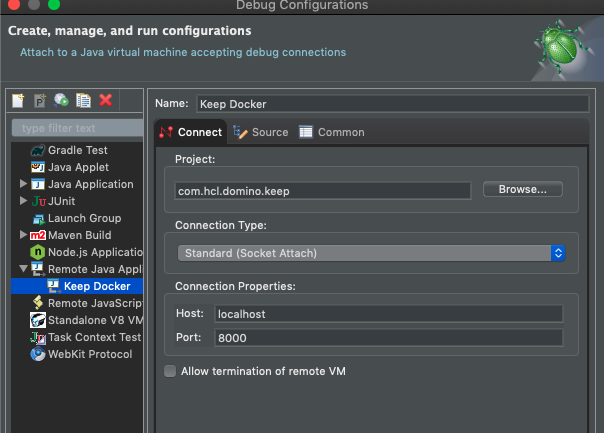 Debug Configurations
Create, manage, and run configurations
Attach to a Java virtual machine accepting debug connections
type filter text
Gradle Test
Java Applet
Java Application
JUnit
Launch Group
Maven Build
Node.js Applicatio
Remote Java Appli
Keep Docker
Remote JavaScript
Standalone V8 VM
Task Context Test
WebKit Protocol
Name: Keep Docker
Connect Source Common
Project:
com.hcl.domino.keep Browse...
Connection Type:
Standard (Socket Attach)
Connection Properties:
Host: localhost
Port: 8000
Allow termination of remote VM